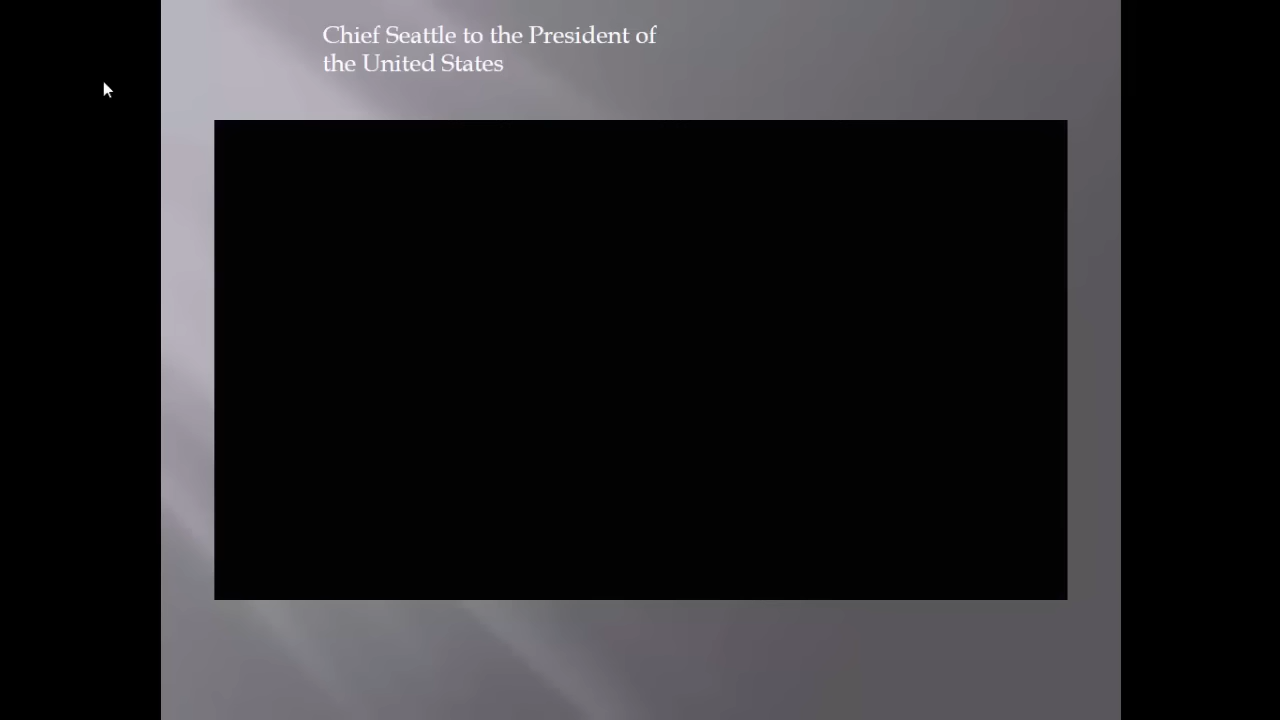 Chief Seattle to the President of
the United States